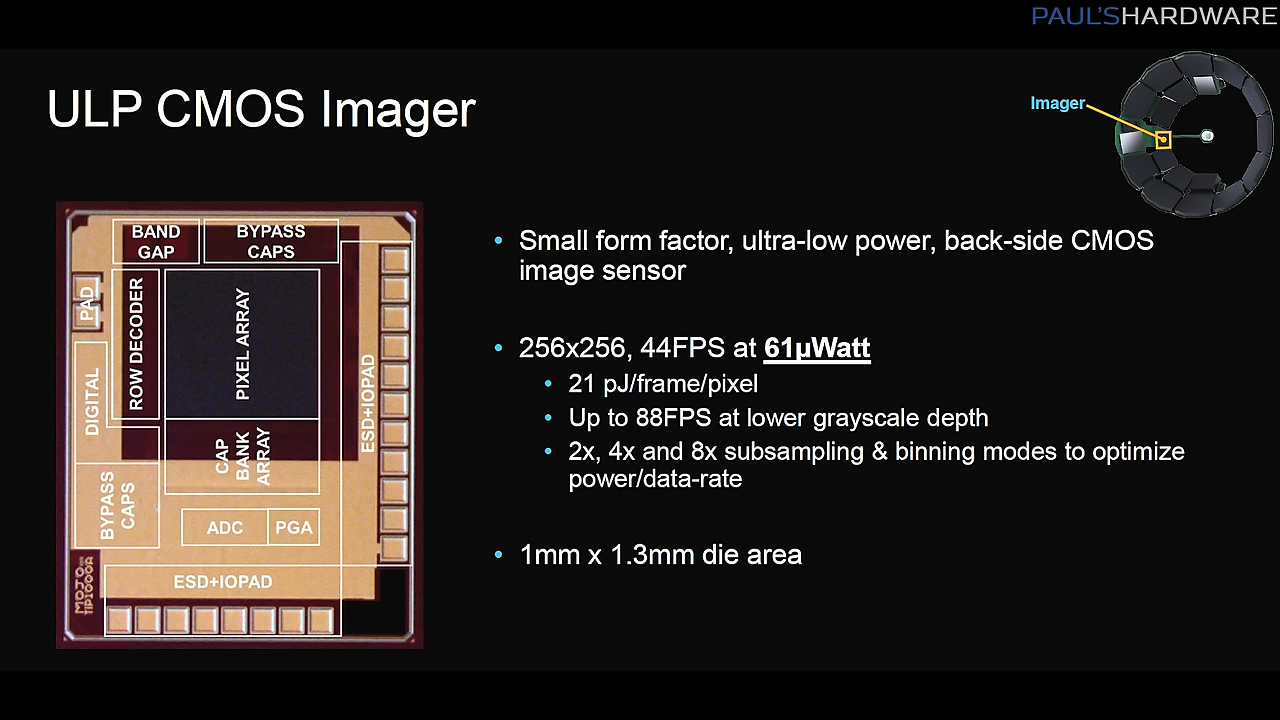 PAUL'SHARDWARE
ULP CMOS Imager
Imager
BAND
GAP
BYPASS
CAPS
PAD
ROW DECODER
PIXEL ARRAY
DIGITAL
ESD+IOPAD
CAP
BANK
ARRAY
BYPASS
CAPS
ADC
PGA
ESD+IOPAD
MOJO
TIP1000A
• Small form factor, ultra-low power, back-side CMOS
image sensor
• 256x256, 44FPS at 61µWatt
• 21 pJ/frame/pixel
• Up to 88FPS at lower grayscale depth
• 2x, 4x and 8x subsampling & binning modes to optimize
power/data-rate
• 1mm x 1.3mm die area